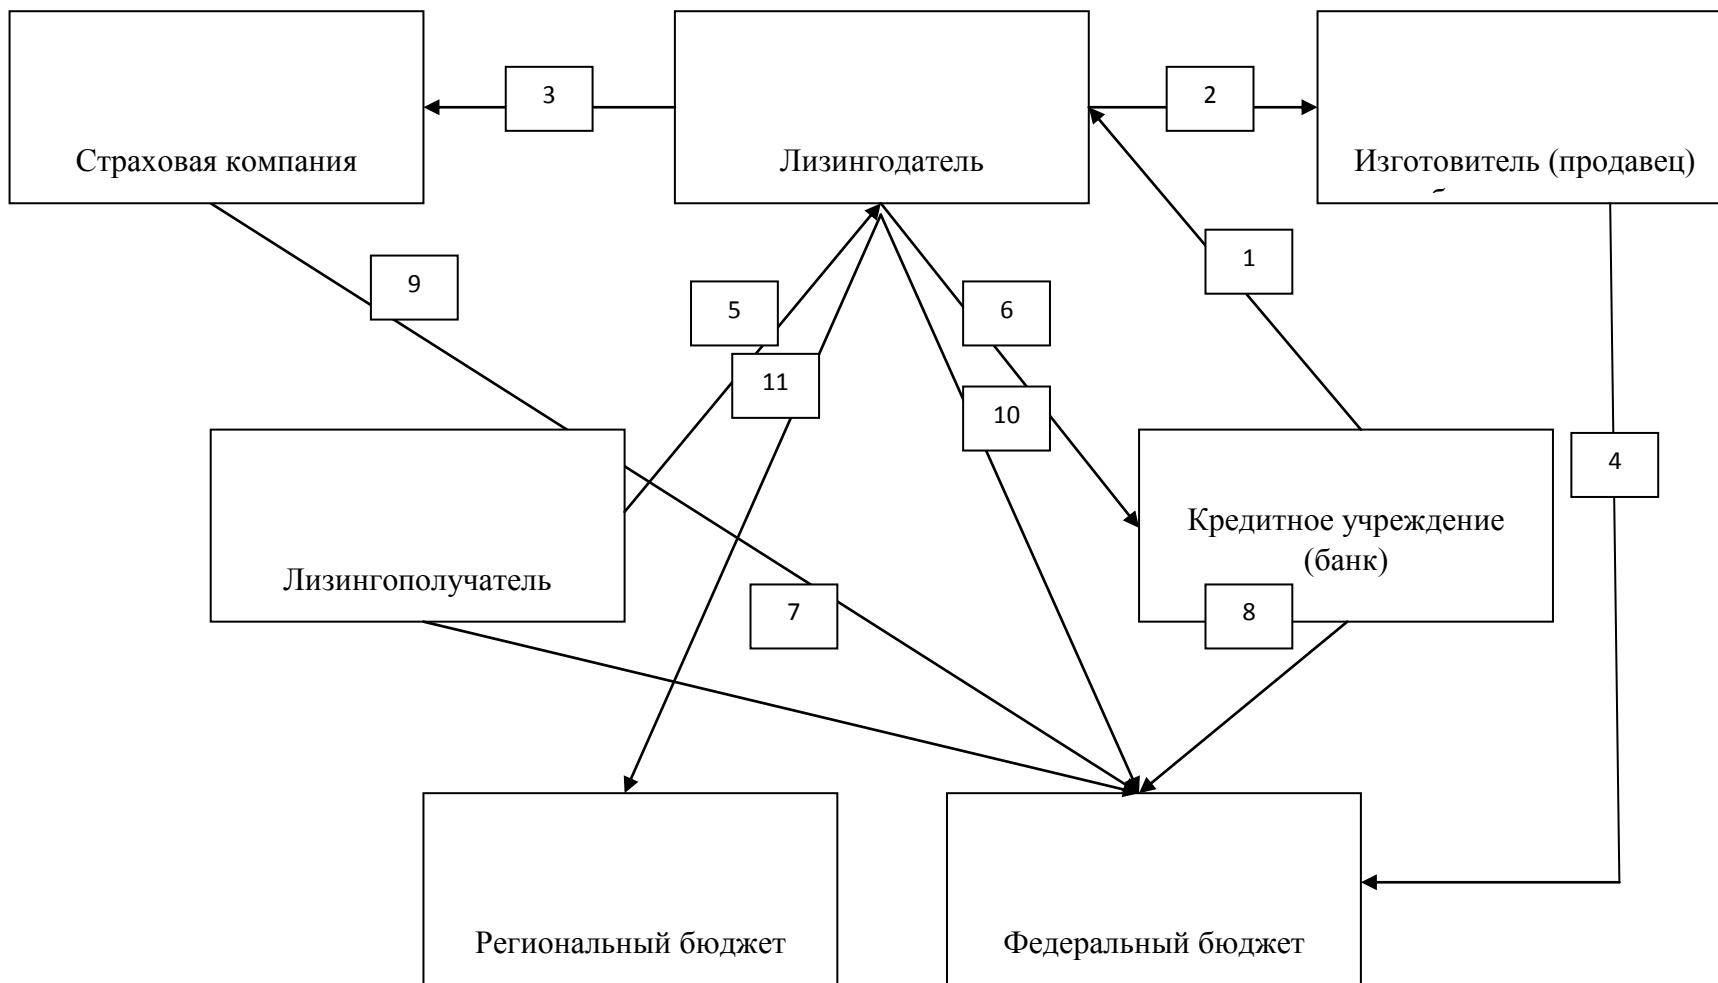 3
2
Страховая компания
Лизингодатель
Изготовитель (продавец)
1
9
5
6
11
10
4
Кредитное учреждение
(банк)
Лизингополучатель
7
8
Региональный бюджет
Федеральный бюджет